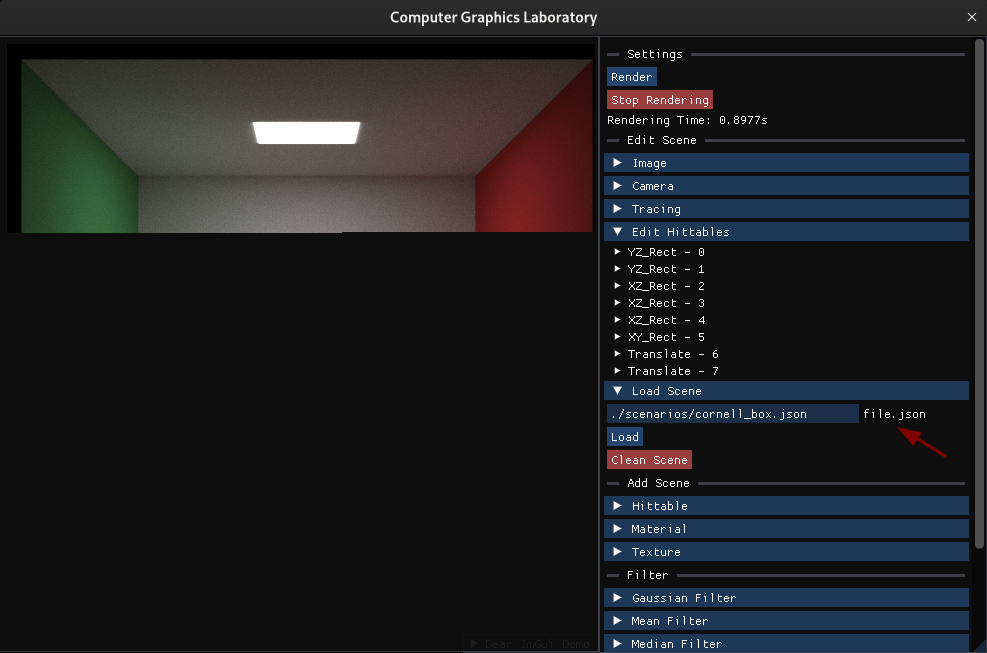 Computer Graphics Laboratory
Settings
Render
Stop Rendering
Rendering Time: 0.8977s
Edit Scene
Image
Camera
Tracing
Edit Hittables
YZ_Rect - 0
YZ_Rect - 1
XZ_Rect - 2
XZ_Rect - 3
XZ_Rect - 4
XY_Rect - 5
Translate - 6
Translate - 7
Load Scene
./scenarios/cornell_box.json file.json
Load
Clean Scene
Add Scene
Hittable
Material
Texture
Filter
Gaussian Filter
Mean Filter
Median Filter
Dear ImGui Demo